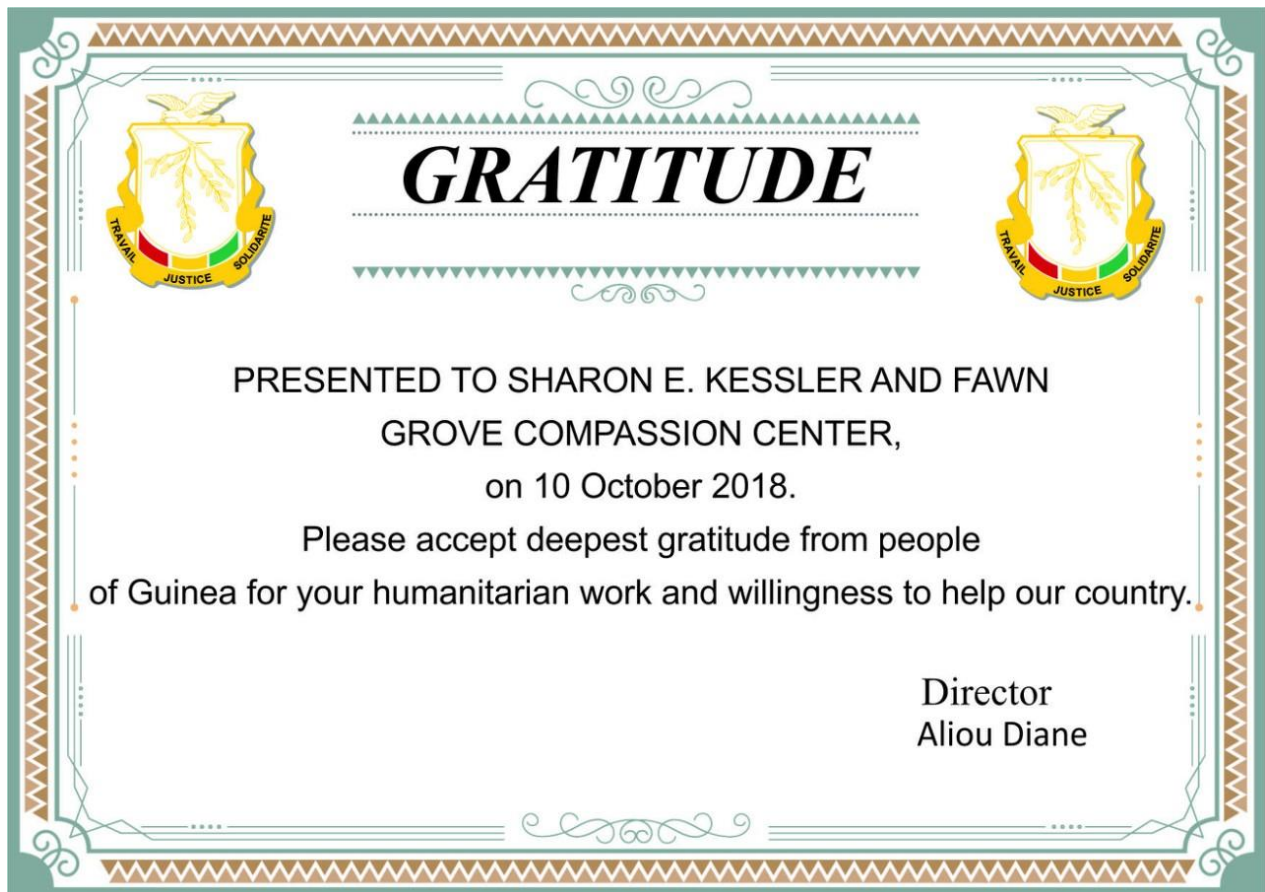 GRATITUDE
TRAVAIL
JUSTICE
SOLIDARITE
TRAVAIL
JUSTICE
SOLIDARITE
PRESENTED TO SHARON E. KESSLER AND FAWN
GROVE COMPASSION CENTER,
on 10 October 2018.
Please accept deepest gratitude from people
of Guinea for your humanitarian work and willingness to help our country.
Director
Aliou Diane